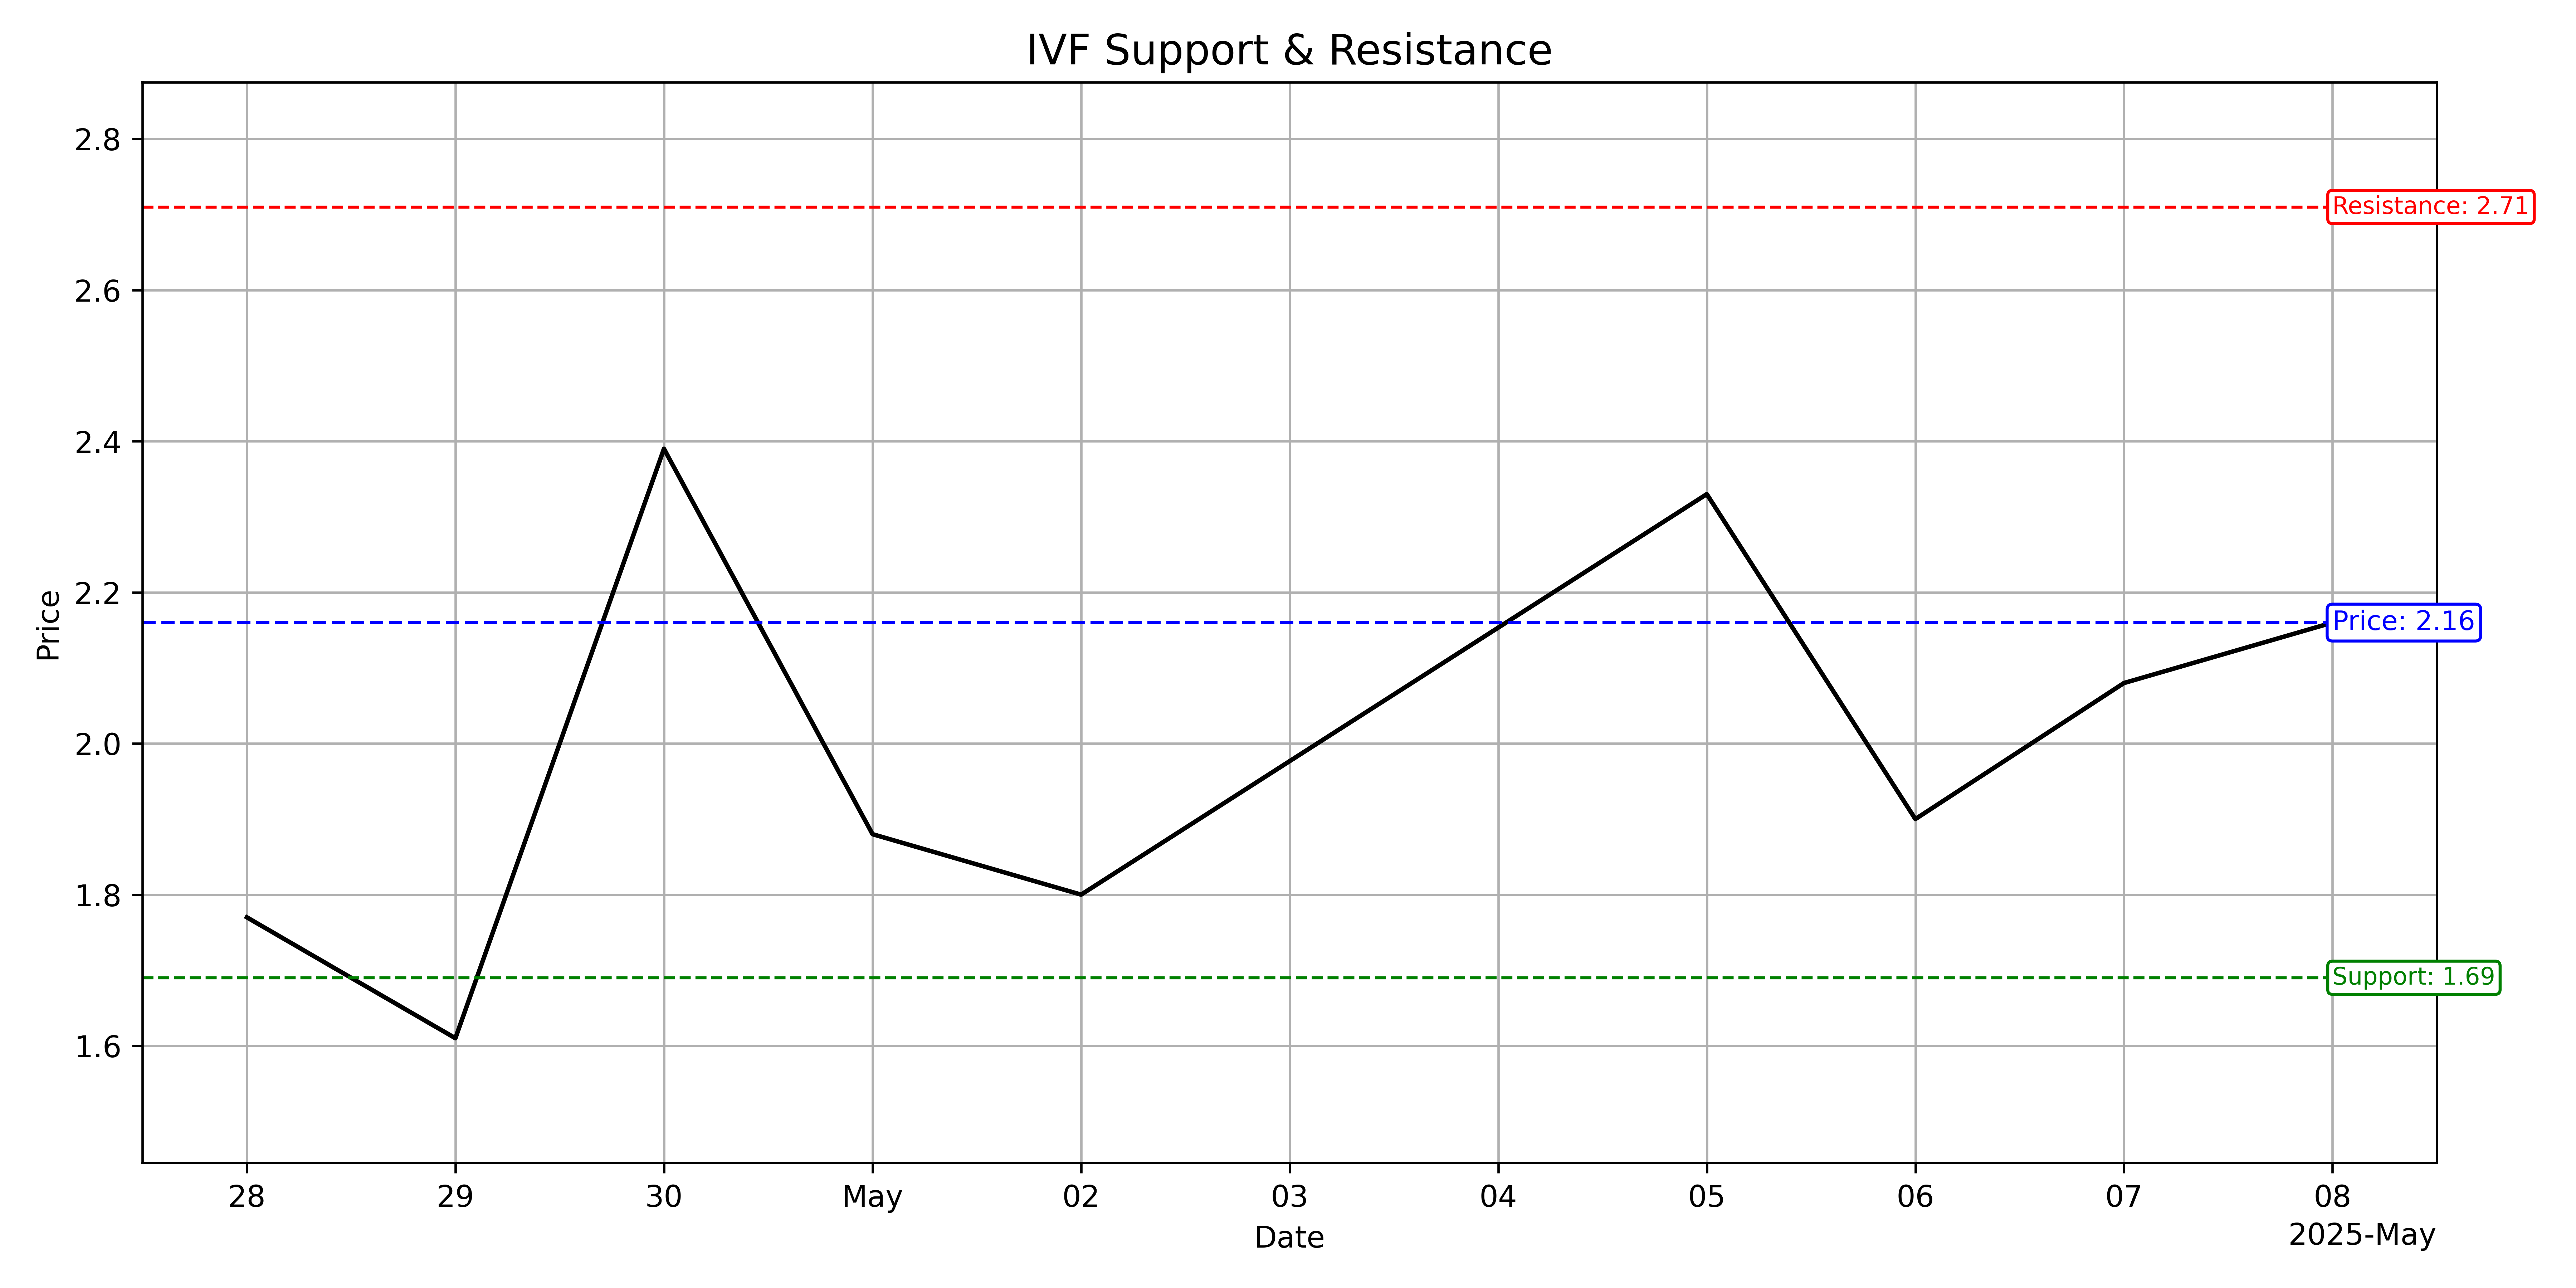 IVF Support & Resistance
2.8
2.6
2.4
2.2
2.0
1.8
1.6
Price
Resistance: 2.71
Price: 2.16
Support: 1.69
28 29 30 May 02 03 04 05 06 07 08
Date
2025-May